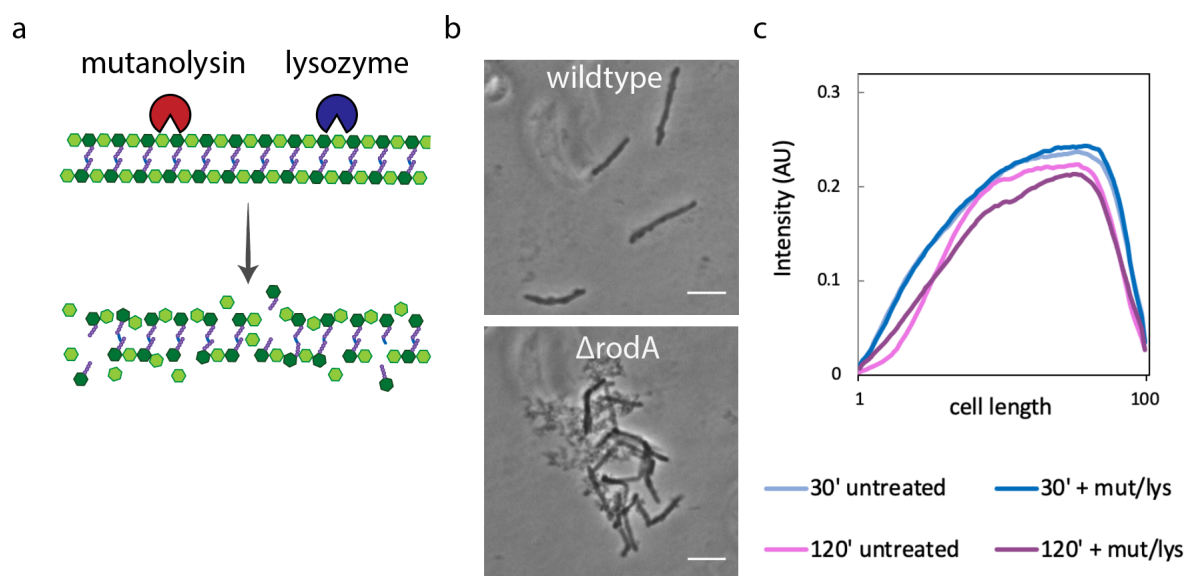 a
mutanolysin lysozyme
b
wildtype
ΔrodA
c
Intensity (AU)
0.3
0.2
0.1
0
1
cell length
100
30' untreated
30' + mut/lys
120' untreated
120' + mut/lys